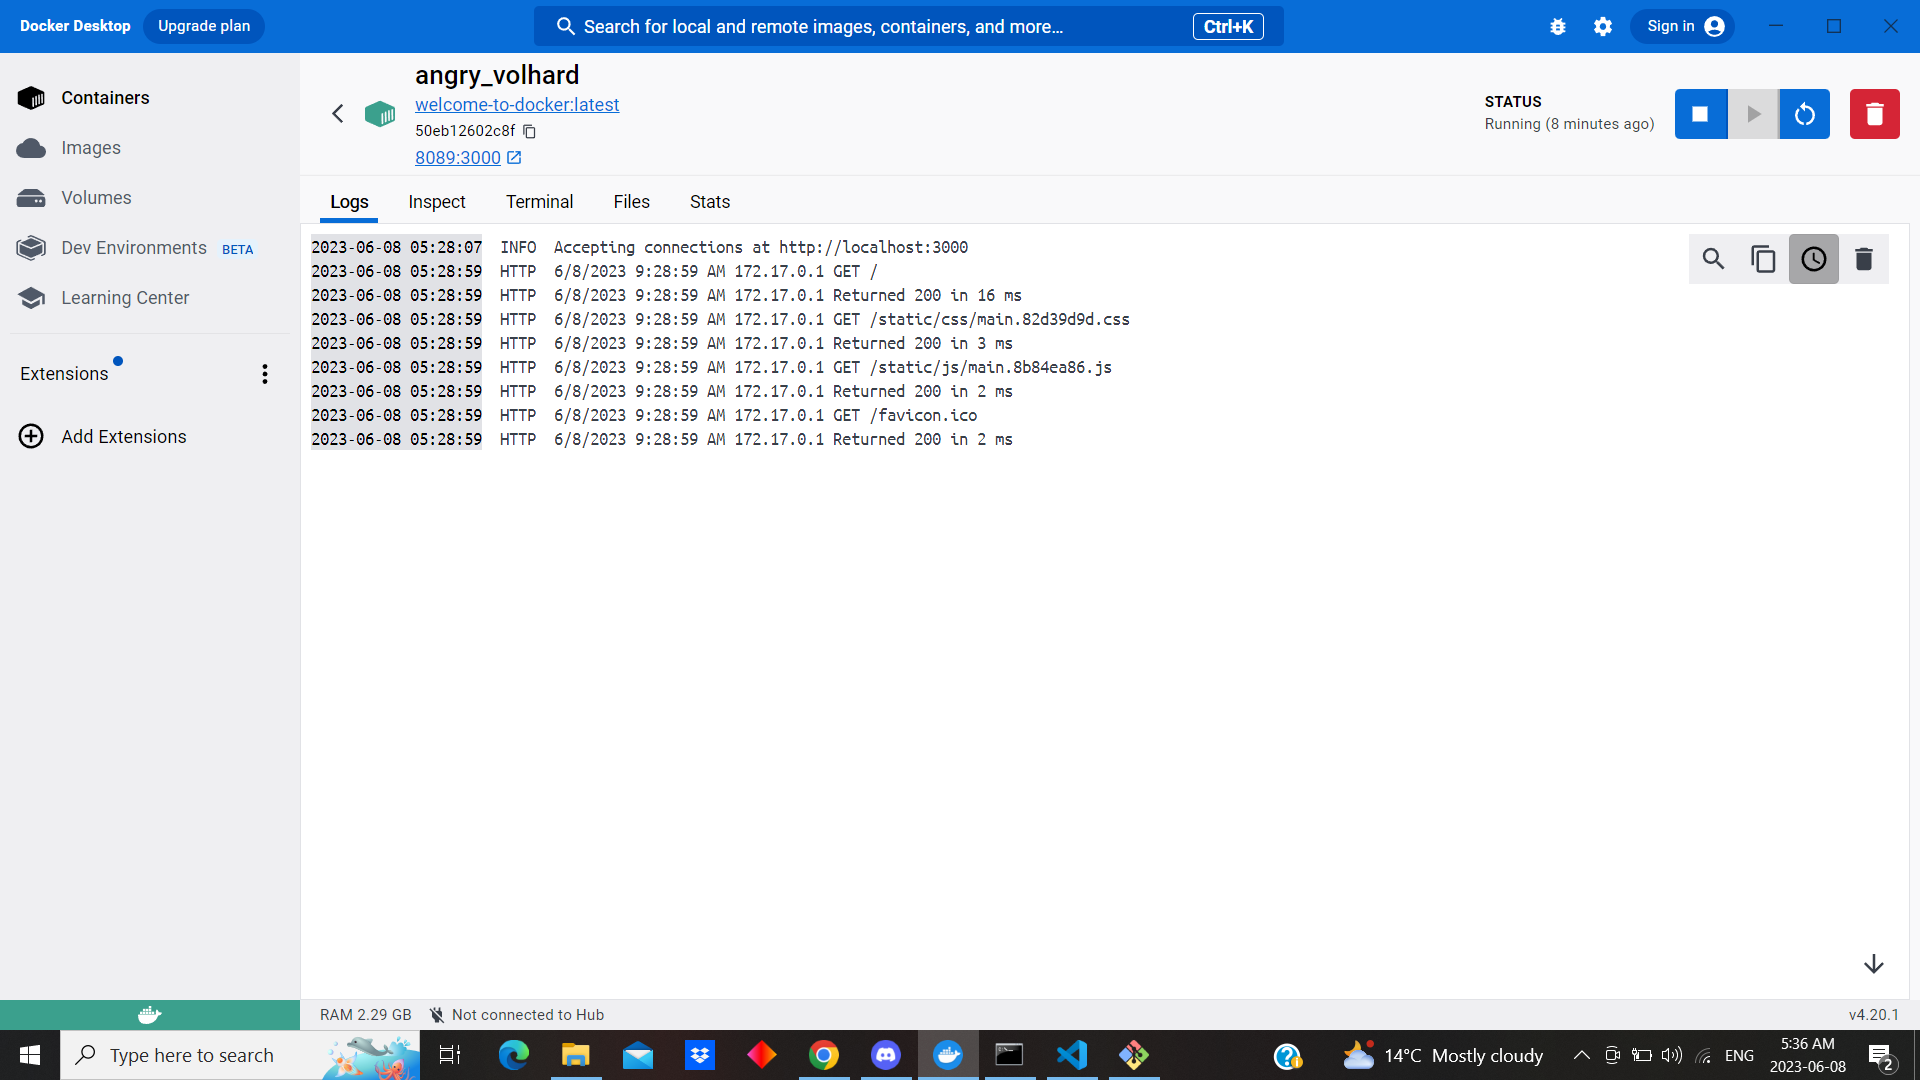 Docker Desktop
Upgrade plan
Search for local and remote images, containers, and more...
Ctrl+K
Sign in
Containers
Images
Volumes
Dev Environments BETA
Learning Center
Extensions
Add Extensions
angry_volhard
welcome-to-docker:latest
50eb12602c8f
8089:3000
STATUS
Running (8 minutes ago)
Logs
Inspect
Terminal
Files
Stats
2023-06-08 05:28:07 INFO Accepting connections at http://localhost:3000
2023-06-08 05:28:59 HTTP 6/8/2023 9:28:59 AM 172.17.0.1 GET /
2023-06-08 05:28:59 HTTP 6/8/2023 9:28:59 AM 172.17.0.1 Returned 200 in 16 ms
2023-06-08 05:28:59 HTTP 6/8/2023 9:28:59 AM 172.17.0.1 GET /static/css/main.82d39d9d.css
2023-06-08 05:28:59 HTTP 6/8/2023 9:28:59 AM 172.17.0.1 Returned 200 in 3 ms
2023-06-08 05:28:59 HTTP 6/8/2023 9:28:59 AM 172.17.0.1 GET /static/js/main.8b84ea86.js
2023-06-08 05:28:59 HTTP 6/8/2023 9:28:59 AM 172.17.0.1 Returned 200 in 2 ms
2023-06-08 05:28:59 HTTP 6/8/2023 9:28:59 AM 172.17.0.1 GET /favicon.ico
2023-06-08 05:28:59 HTTP 6/8/2023 9:28:59 AM 172.17.0.1 Returned 200 in 2 ms
RAM 2.29 GB
Not connected to Hub
v4.20.1
Type here to search
14°C Mostly cloudy
ENG
5:36 AM
2023-06-08
2